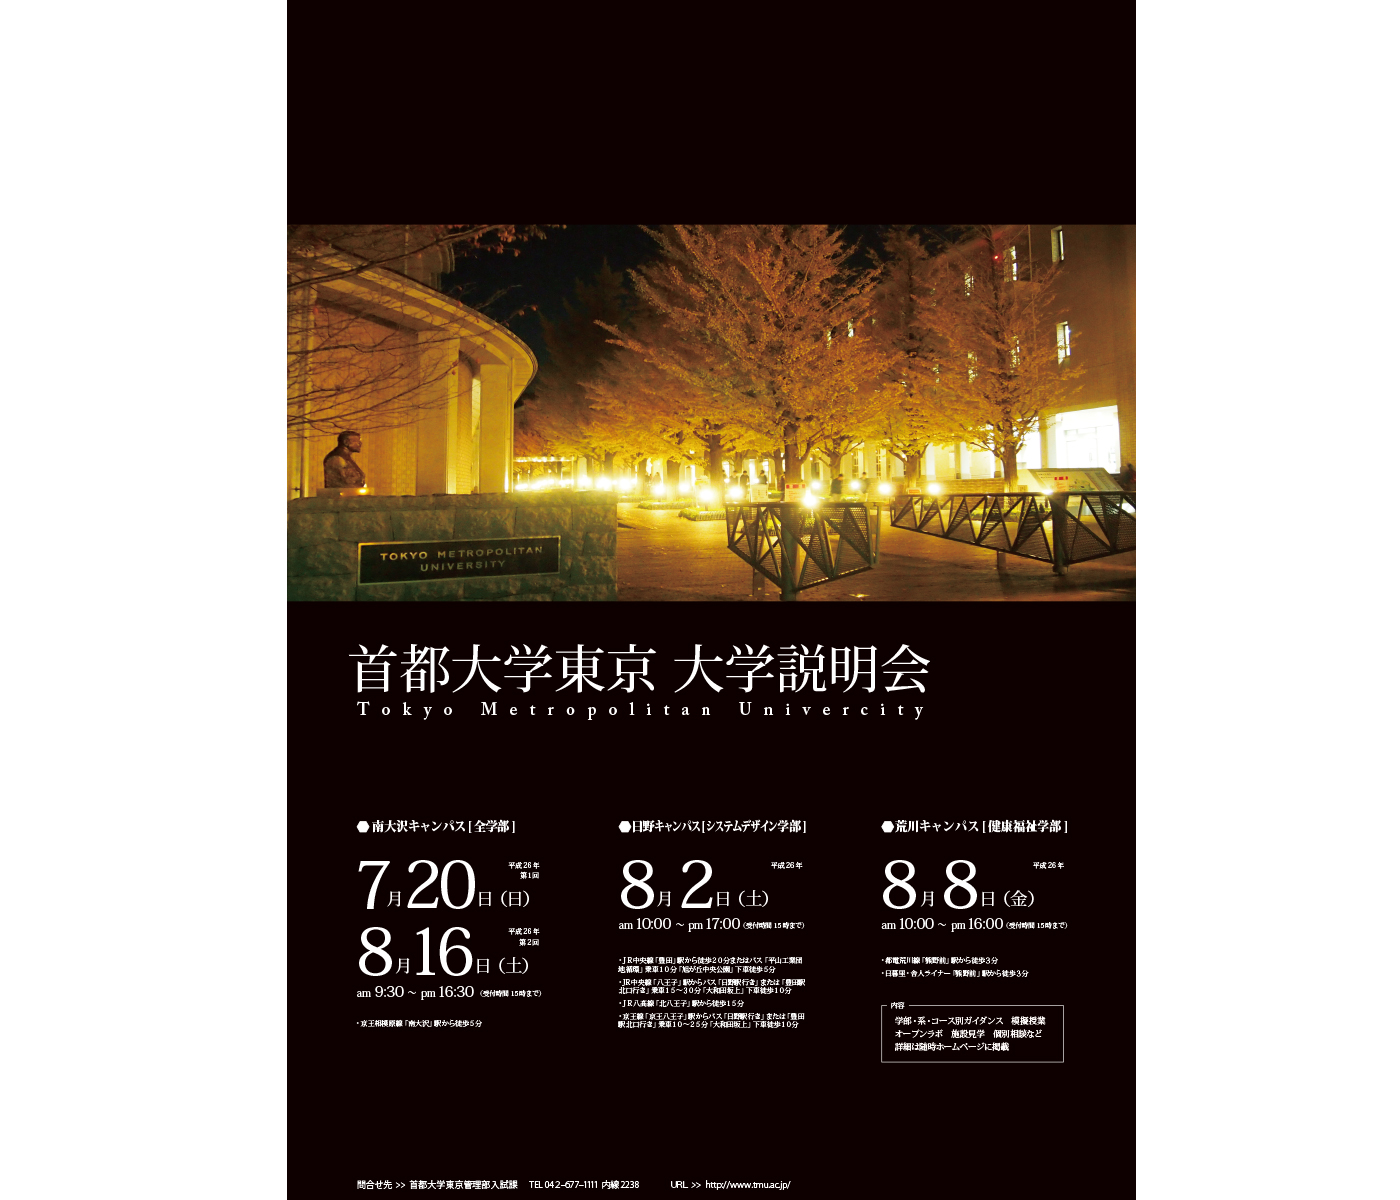 TOKYO METROPOLITAN
UNIVERSITY
首都大学東京 大学説明会
Tokyo Metropolitan Univercity
南大沢キャンパス [ 全学部 ]
平成 26 年
第 1 回
7月20日（日）
平成 26 年
第 2 回
8月16日（土）
am 9:30 ～ pm 16:30（受付時間 15 時まで）
・京王相模原線「南大沢」駅から徒歩５分
日野キャンパス [システムデザイン学部 ]
平成 26 年
8月 2日（土）
am 10:00 ～ pm 17:00（受付時間 15 時まで）
・ＪＲ中央線「豊田」駅から徒歩２０分またはバス「平山工業団
地循環」乗車１０分「旭が丘中央公園」下車徒歩５分
・JR中央線「八王子」駅からバス「日野駅行き」または「豊田駅
北口行き」乗車１５～３０分「大和田坂上」下車徒歩１０分
・ＪＲ八高線「北八王子」駅から徒歩１５分
・京王線「京王八王子」駅からバス「日野駅行き」または「豊田
駅北口行き」乗車１０～２５分「大和田坂上」下車徒歩１０分
荒川キャンパス [ 健康福祉学部 ]
平成 26 年
8月 8日（金）
am 10:00 ～ pm 16:00（受付時間 15 時まで）
・都電荒川線「熊野前」駅から徒歩３分
・日暮里・舎人ライナー「熊野前」駅から徒歩３分
内容
学部・系・コース別ガイダンス　模擬授業
オープンラボ　施設見学　個別相談など
詳細は随時ホームページに掲載
問合せ先 >> 首都大学東京管理部入試課　TEL 042-677-1111 内線2238　URL >> http://www.tmu.ac.jp/